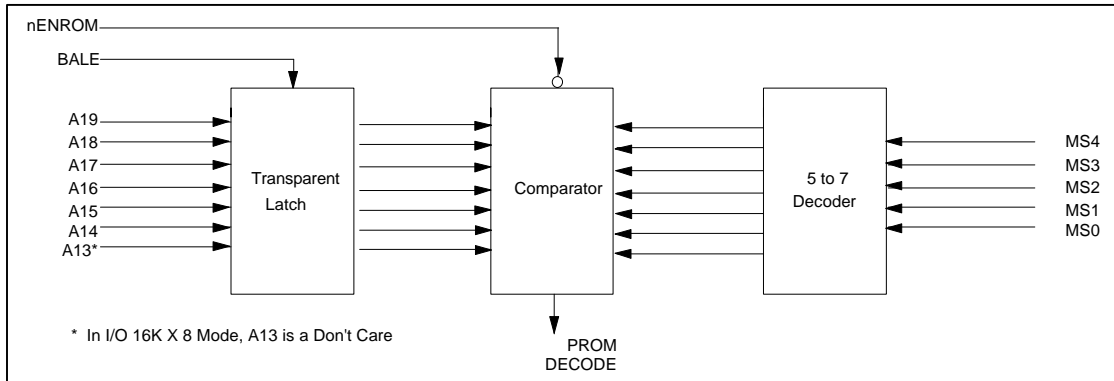 nENROM
BALE
A19
A18
A17
A16
A15
A14
A13*
Transparent
Latch
Comparator
5 to 7
Decoder
MS4
MS3
MS2
MS1
MS0
* In I/O 16K X 8 Mode, A13 is a Don't Care
PROM
DECODE